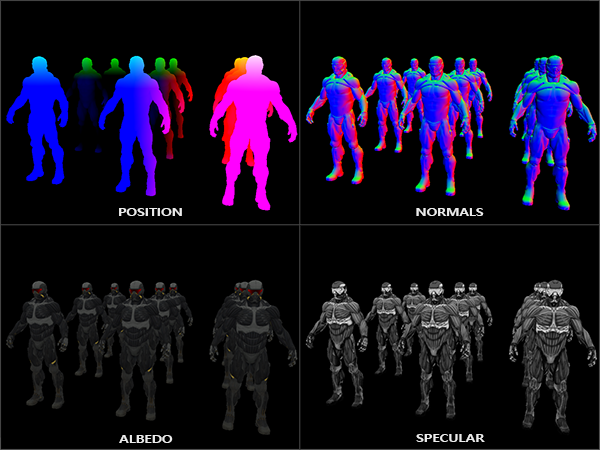 POSITION
NORMALS
ALBEDO
SPECULAR